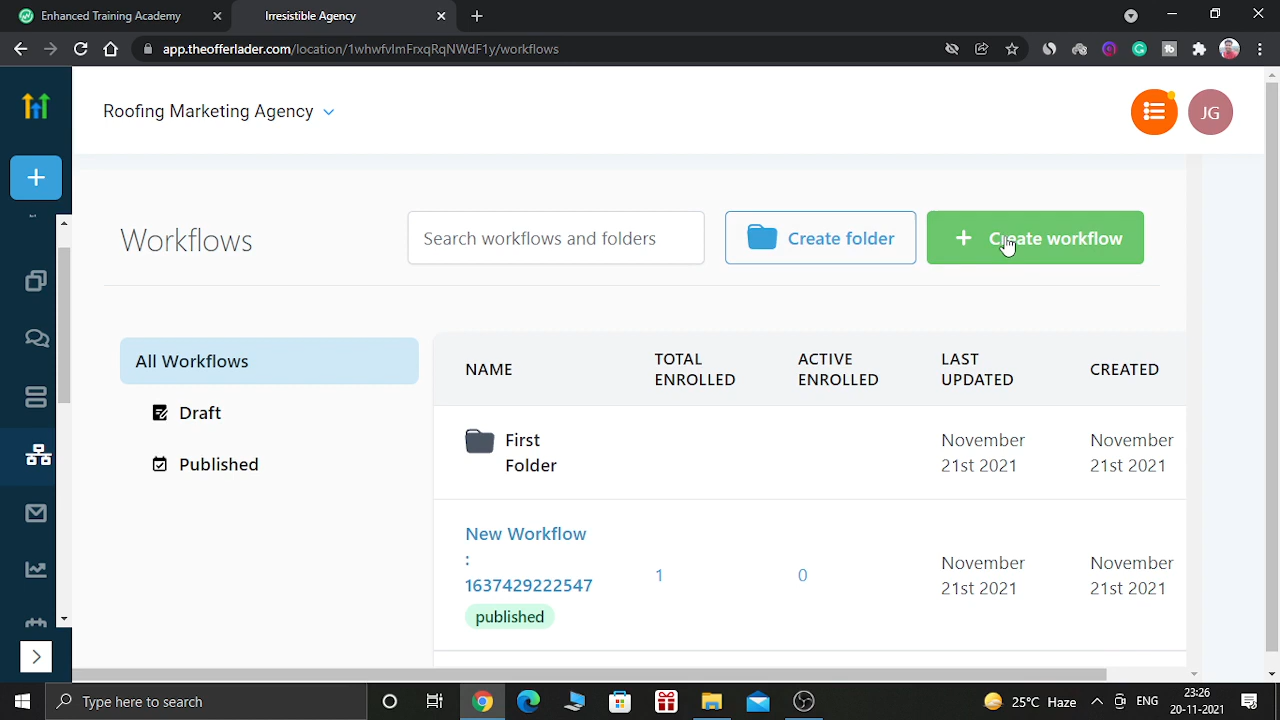 Enhanced Training Academy
Irresistible Agency
app.theofferlader.com/location/1whwfvlmFrxqRqNWdF1y/workflows
Roofing Marketing Agency
JG
Workflows
Search workflows and folders
Create folder
+ Create workflow
All Workflows
Draft
Published
NAME
TOTAL
ENROLLED
ACTIVE
ENROLLED
LAST
UPDATED
CREATED
First
Folder
November
21st 2021
November
21st 2021
New Workflow
:
1637429222547
published
1
0
November
21st 2021
November
21st 2021
Type here to search
25°C Haze
ENG
23:26
20-11-2021